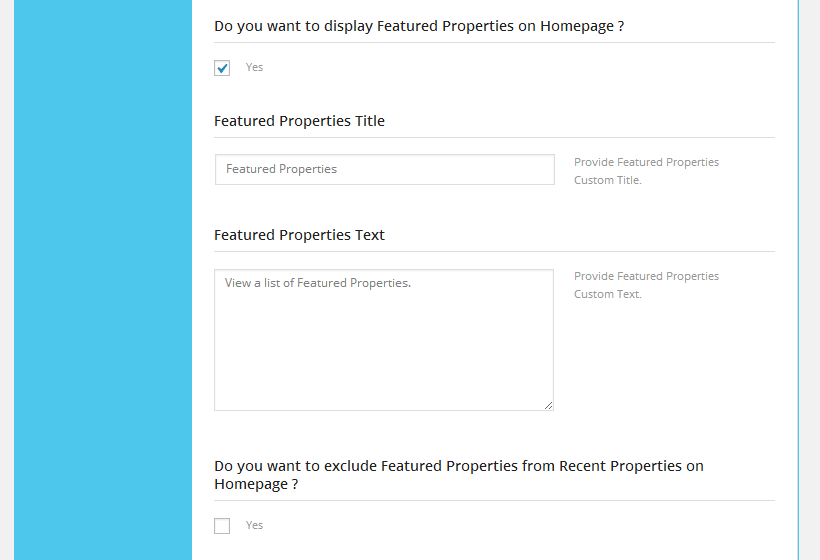 Do you want to display Featured Properties on Homepage ?
Yes
Featured Properties Title
Featured Properties
Provide Featured Properties
Custom Title.
Featured Properties Text
View a list of Featured Properties.
Provide Featured Properties
Custom Text.
Do you want to exclude Featured Properties from Recent Properties on
Homepage ?
Yes